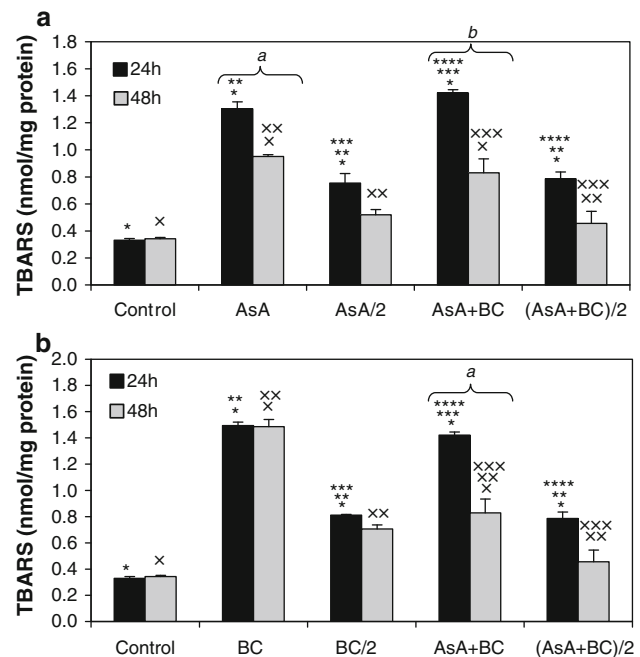 a
TBARS (nmol/mg protein)
1.8
1.6
1.4
1.2
1.0
0.8
0.6
0.4
0.2
0.0
24h
48h
a
b
* × ** * ×× × *** ** * ×× **** *** * ××× × **** ** * ××× ××
Control AsA AsA/2 AsA+BC (AsA+BC)/2
b
TBARS (nmol/mg protein)
2.0
1.8
1.6
1.4
1.2
1.0
0.8
0.6
0.4
0.2
0.0
24h
48h
a
* × ** * ×× × *** ** * ×× **** *** * ××× ×× × **** ** * ××× ××
Control BC BC/2 AsA+BC (AsA+BC)/2